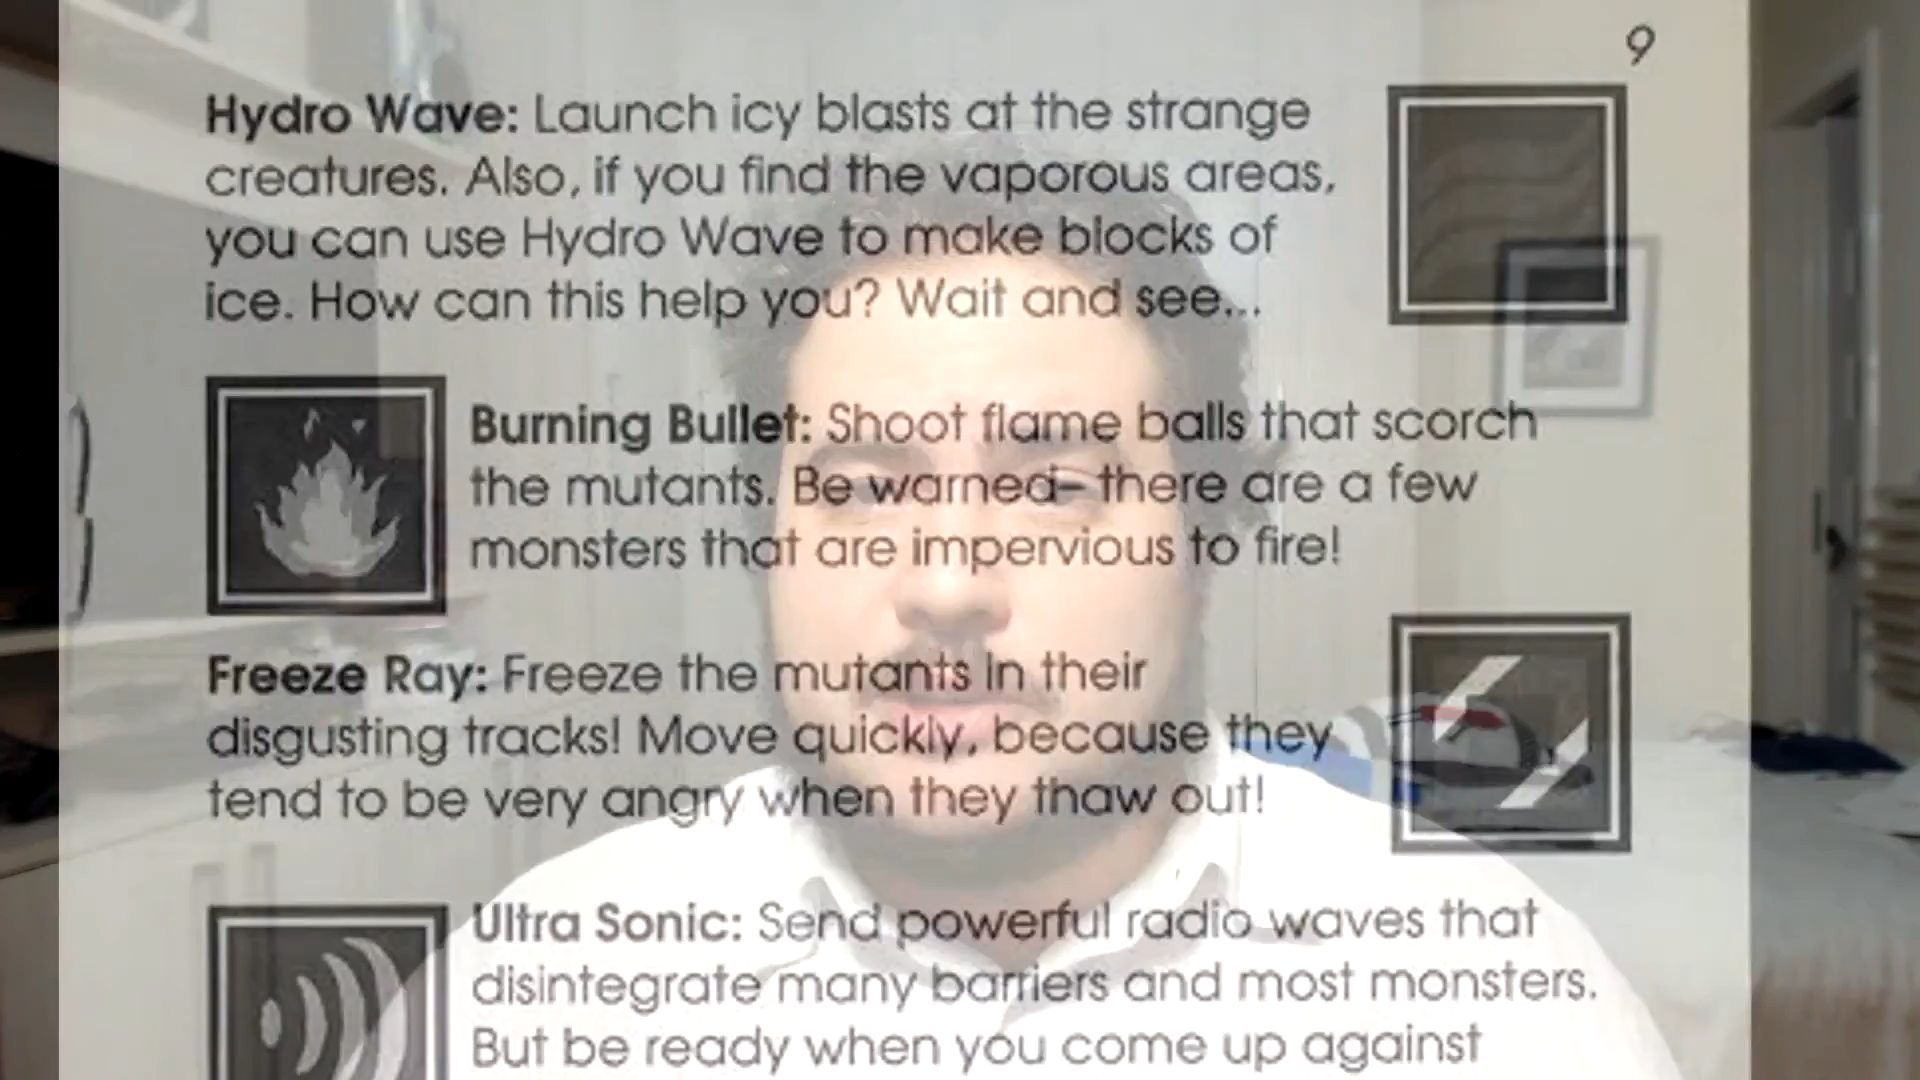 9
Hydro Wave: Launch icy blasts at the strange
creatures. Also, if you find the vaporous areas,
you can use Hydro Wave to make blocks of
ice. How can this help you? Wait and see...
Burning Bullet: Shoot flame balls that scorch
the mutants. Be warned– there are a few
monsters that are impervious to fire!
Freeze Ray: Freeze the mutants in their
disgusting tracks! Move quickly, because they
tend to be very angry when they thaw out!
Ultra Sonic: Send powerful radio waves that
disintegrate many barriers and most monsters.
But be ready when you come up against